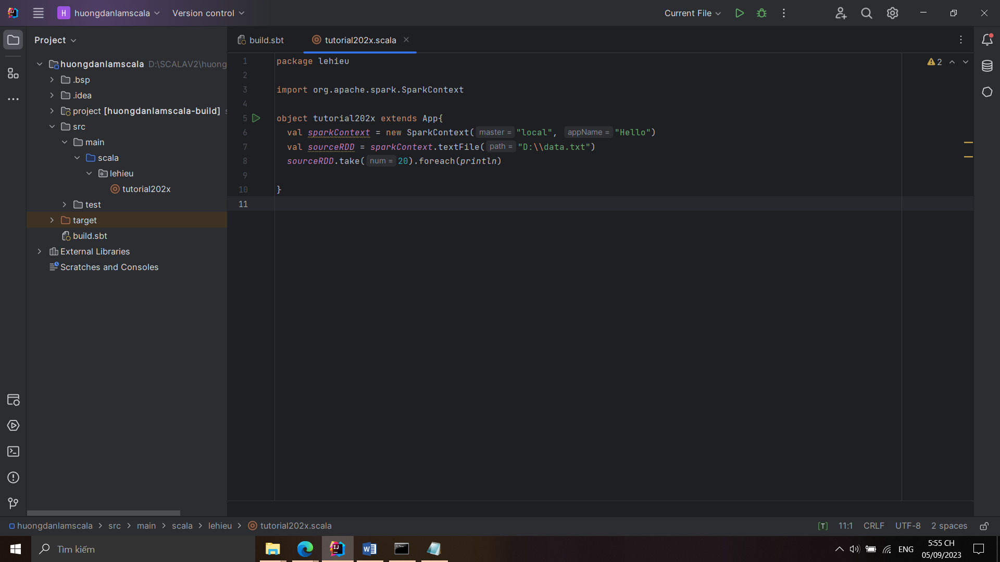 H huongdanlamscala Version control Current File
Project
build.sbt tutorial202x.scala
huongdanlamscala D:\SCALAV2\huong
.bsp
.idea
project [huongdanlamscala-build] s
src
main
scala
lehieu
tutorial202x
test
target
build.sbt
External Libraries
Scratches and Consoles
1 package lehieu
2
3 import org.apache.spark.SparkContext
4
5 object tutorial202x extends App{
6 val sparkContext = new SparkContext( master = "local", appName = "Hello")
7 val sourceRDD = sparkContext.textFile( path = "D:\\data.txt")
8 sourceRDD.take( num = 20).foreach(println)
9
10 }
11
2
huongdanlamscala > src > main > scala > lehieu > tutorial202x.scala
[T] 11:1 CRLF UTF-8 2 spaces
Tìm kiếm
ENG
5:55 CH
05/09/2023